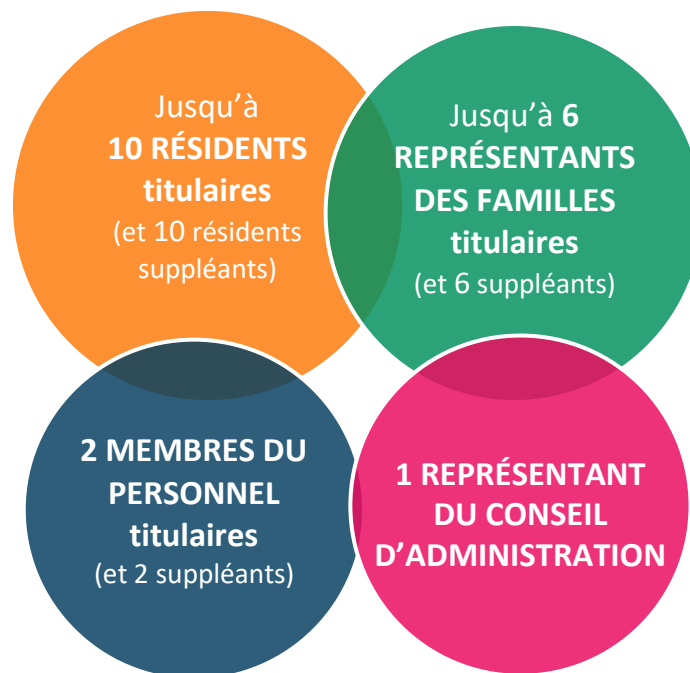 Jusqu’à
10 RÉSIDENTS
titulaires
(et 10 résidents
suppléants)
Jusqu’à 6
REPRÉSENTANTS
DES FAMILLES
titulaires
(et 6 suppléants)
2 MEMBRES DU
PERSONNEL
titulaires
(et 2 suppléants)
1 REPRÉSENTANT
DU CONSEIL
D’ADMINISTRATION